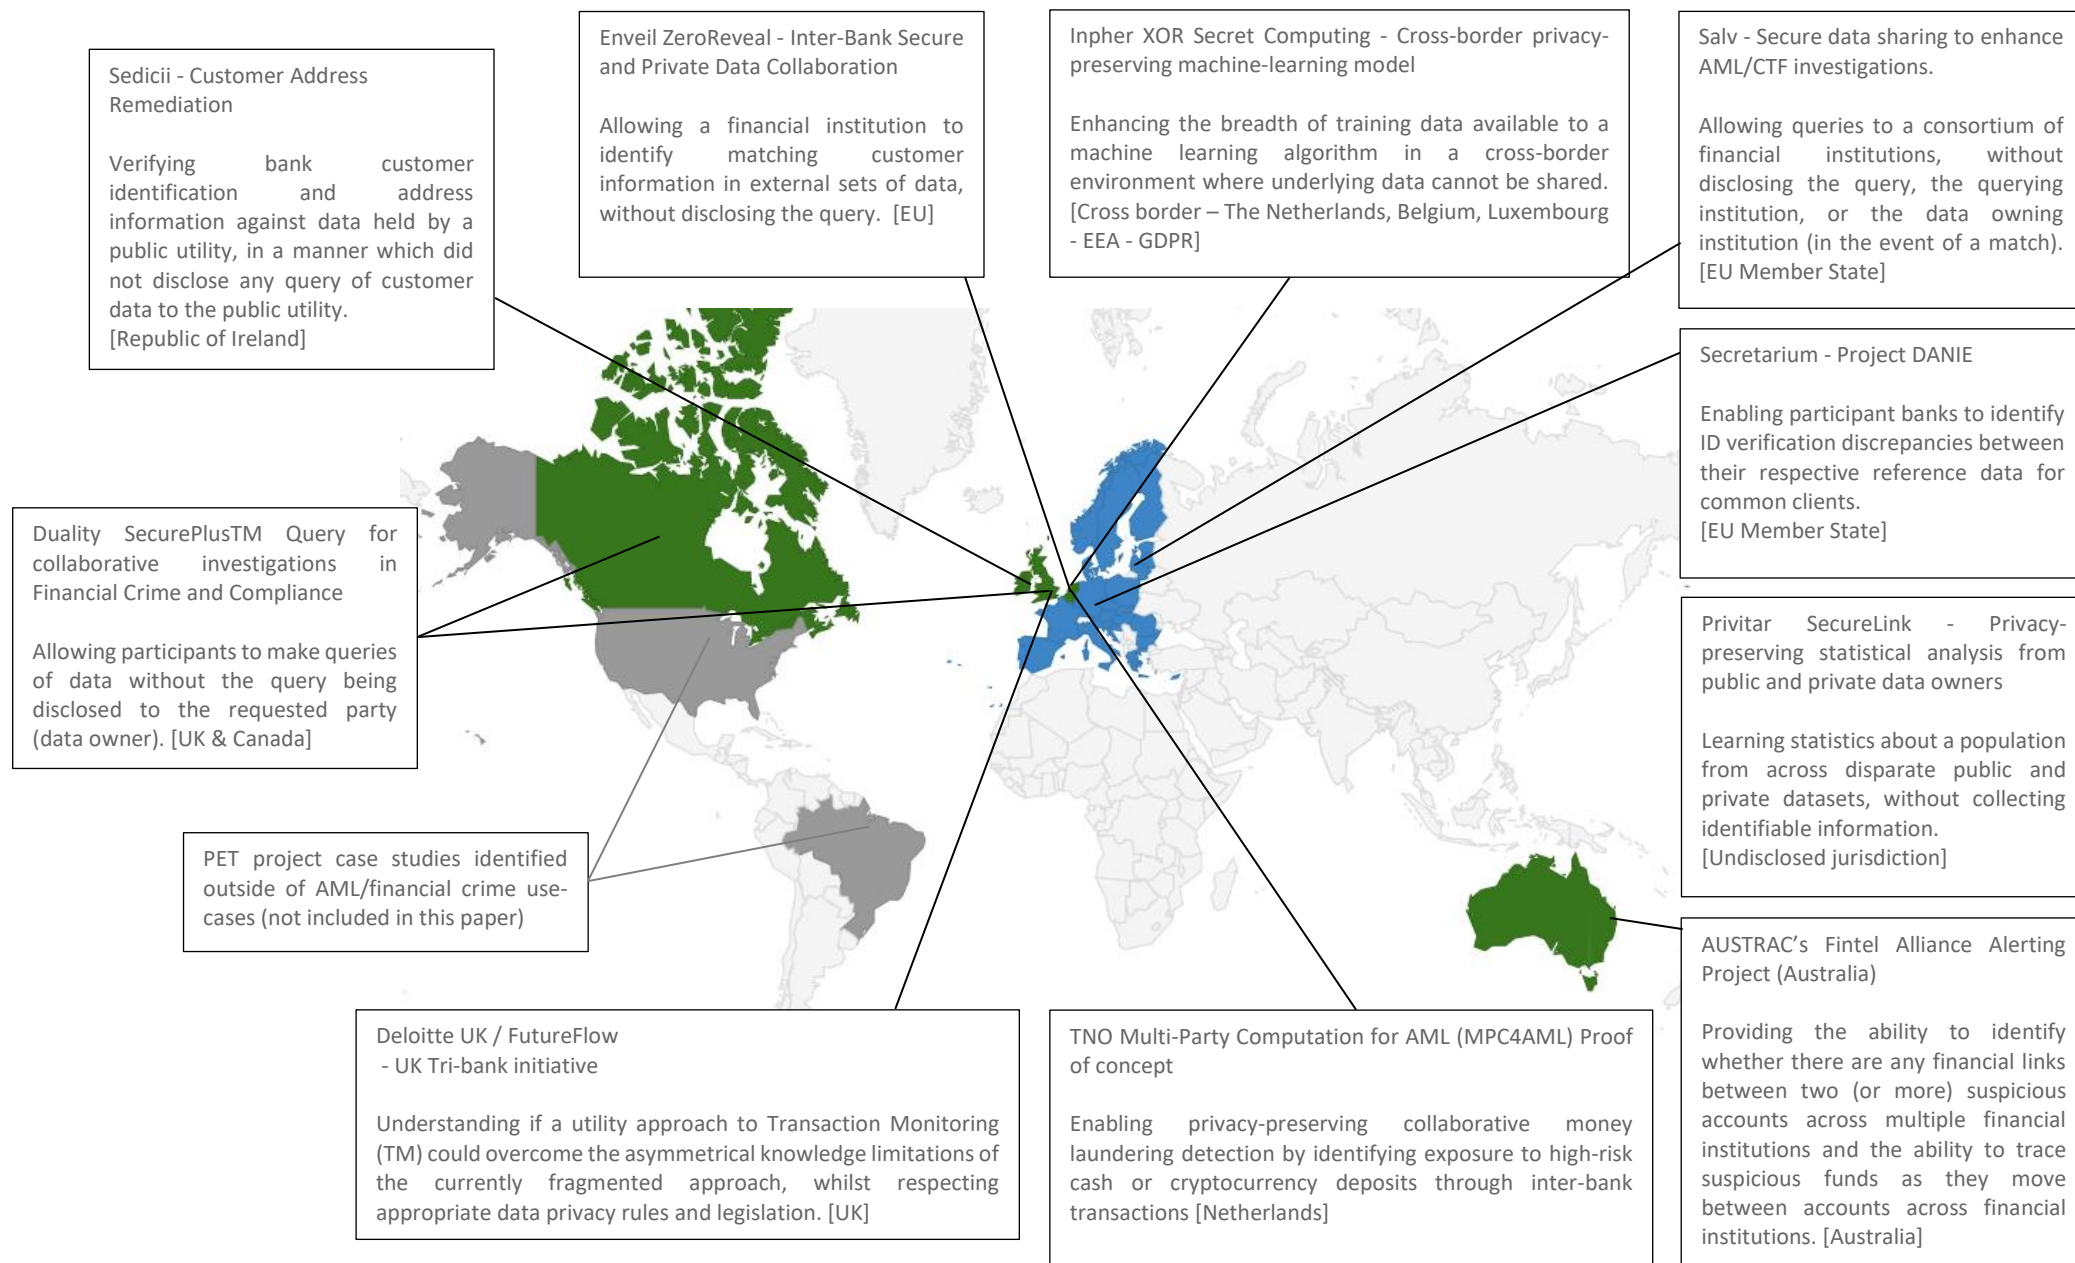 Sedicii - Customer Address
Remediation
Verifying bank customer
identification and address
information against data held by a
public utility, in a manner which did
not disclose any query of customer
data to the public utility.
[Republic of Ireland]
Enveil ZeroReveal - Inter-Bank Secure
and Private Data Collaboration
Allowing a financial institution to
identify matching customer
information in external sets of data,
without disclosing the query. [EU]
Inpher XOR Secret Computing - Cross-border privacy-
preserving machine-learning model
Enhancing the breadth of training data available to a
machine learning algorithm in a cross-border
environment where underlying data cannot be shared.
[Cross border – The Netherlands, Belgium, Luxembourg
- EEA - GDPR]
Salv - Secure data sharing to enhance
AML/CTF investigations.
Allowing queries to a consortium of
financial institutions, without
disclosing the query, the querying
institution, or the data owning
institution (in the event of a match).
[EU Member State]
Secretarium - Project DANIE
Enabling participant banks to identify
ID verification discrepancies between
their respective reference data for
common clients.
[EU Member State]
Duality SecurePlusTM Query for
collaborative investigations in
Financial Crime and Compliance
Allowing participants to make queries
of data without the query being
disclosed to the requested party
(data owner). [UK & Canada]
Privitar SecureLink - Privacy-
preserving statistical analysis from
public and private data owners
Learning statistics about a population
from across disparate public and
private datasets, without collecting
identifiable information.
[Undisclosed jurisdiction]
PET project case studies identified
outside of AML/financial crime use-
cases (not included in this paper)
AUSTRAC's Fintel Alliance Alerting
Project (Australia)
Providing the ability to identify
whether there are any financial links
between two (or more) suspicious
accounts across multiple financial
institutions and the ability to trace
suspicious funds as they move
between accounts across financial
institutions. [Australia]
Deloitte UK / FutureFlow
- UK Tri-bank initiative
Understanding if a utility approach to Transaction Monitoring
(TM) could overcome the asymmetrical knowledge limitations of
the currently fragmented approach, whilst respecting
appropriate data privacy rules and legislation. [UK]
TNO Multi-Party Computation for AML (MPC4AML) Proof
of concept
Enabling privacy-preserving collaborative money
laundering detection by identifying exposure to high-risk
cash or cryptocurrency deposits through inter-bank
transactions [Netherlands]